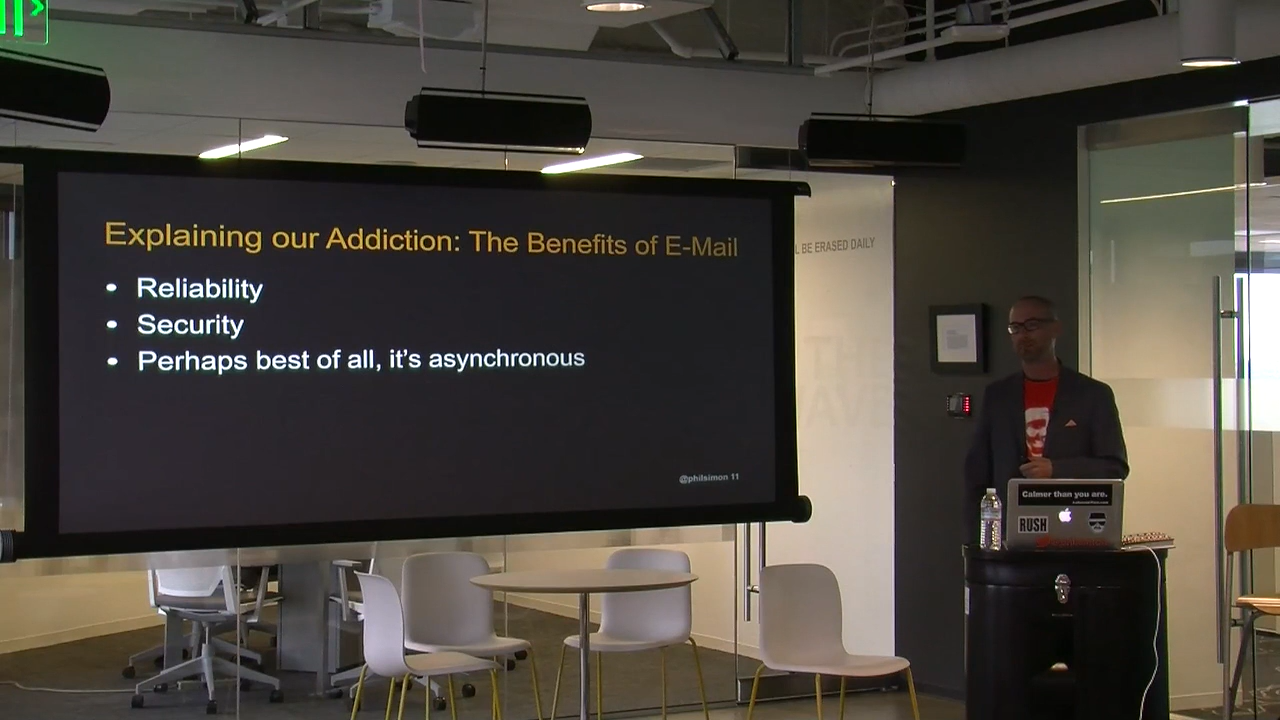 Explaining our Addiction: The Benefits of E-Mail
• Reliability
• Security
• Perhaps best of all, it's asynchronous
@philsimon 11
L BE ERASED DAILY
Calmer than you are.
RUSH